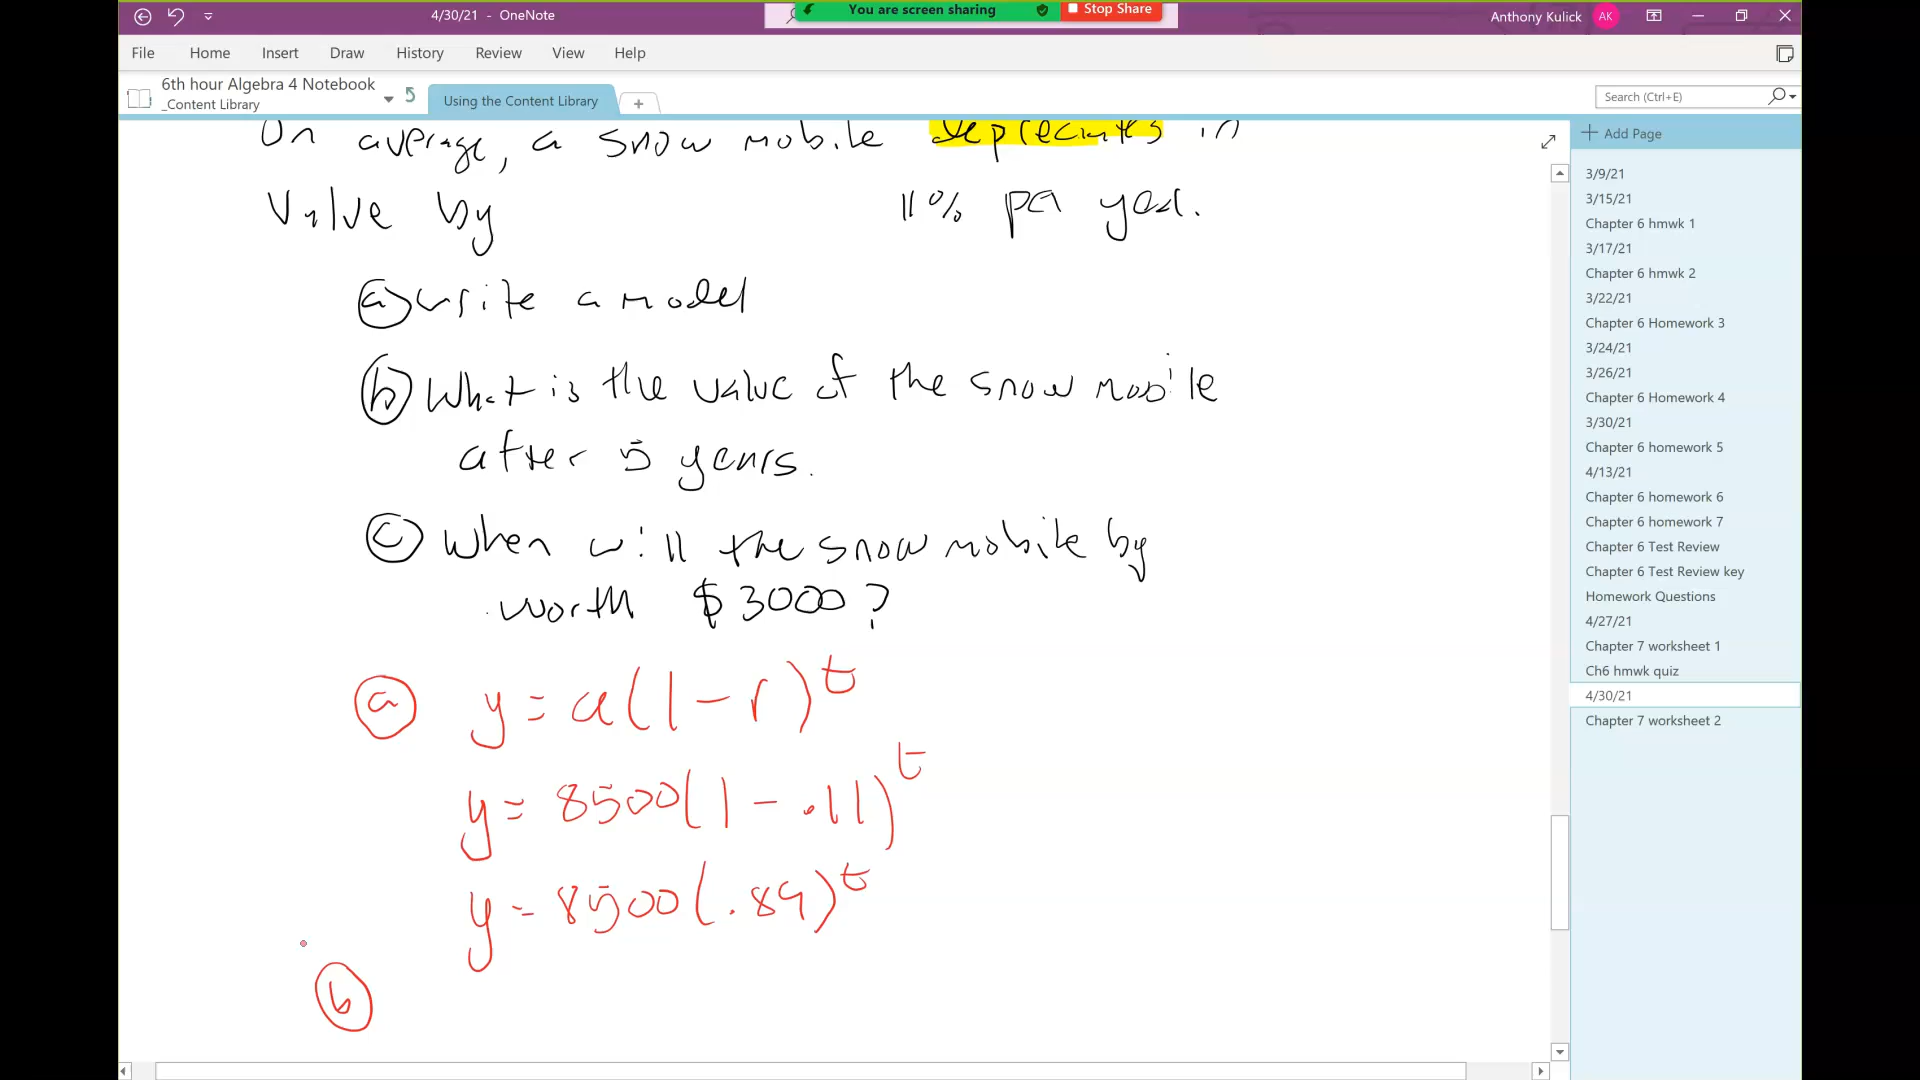 4/30/21 - OneNote
You are screen sharing
Stop Share
Anthony Kulick
AK
File Home Insert Draw History Review View Help
6th hour Algebra 4 Notebook
_Content Library
Using the Content Library
+
Search (Ctrl+E)
Add Page
3/9/21
3/15/21
Chapter 6 hmwk 1
3/17/21
Chapter 6 hmwk 2
3/22/21
Chapter 6 Homework 3
3/24/21
3/26/21
Chapter 6 Homework 4
3/30/21
Chapter 6 homework 5
4/13/21
Chapter 6 homework 6
Chapter 6 homework 7
Chapter 6 Test Review
Chapter 6 Test Review key
Homework Questions
4/27/21
Chapter 7 worksheet 1
Ch6 hmwk quiz
4/30/21
Chapter 7 worksheet 2
On average, a snow mobile depreciates in
Value by 11% per year.
(a) write a model
(b) What is the value of the snow mobile
after 5 years.
(c) When will the snow mobile by
worth $3000?
(a) y = a(1 - r)^t
y = 8500(1 - .11)^t
y = 8500(.89)^t
(b)